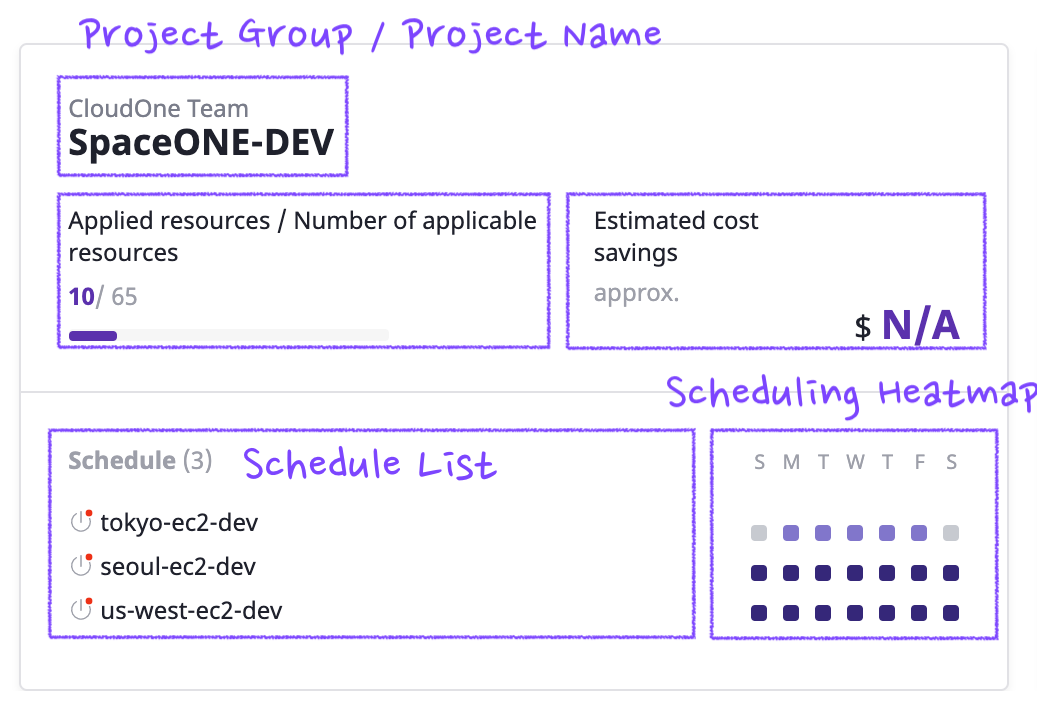 Project Group / Project Name
CloudOne Team
SpaceONE-DEV
Applied resources / Number of applicable
resources
10/ 65
Estimated cost
savings
approx.
$ N/A
Scheduling Heatmap
Schedule (3)
Schedule List
S M T W T F S
tokyo-ec2-dev
seoul-ec2-dev
us-west-ec2-dev